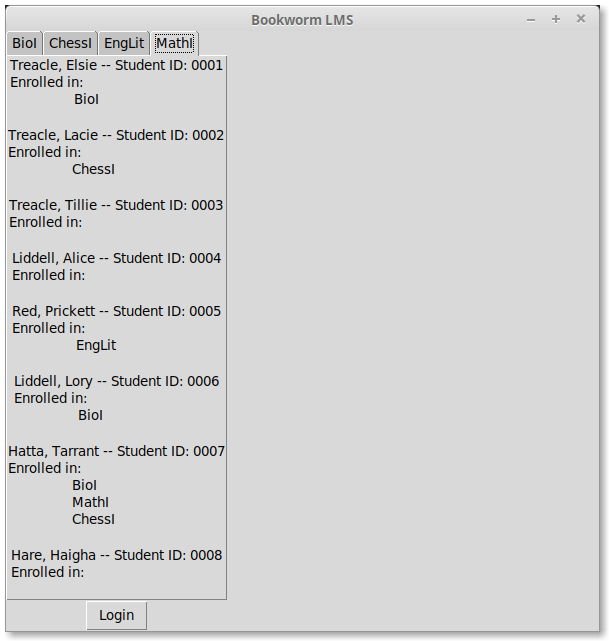 Bookworm LMS
BioI ChessI EngLit MathI
Treacle, Elsie -- Student ID: 0001
Enrolled in:
BioI
Treacle, Lacie -- Student ID: 0002
Enrolled in:
ChessI
Treacle, Tillie -- Student ID: 0003
Enrolled in:
Liddell, Alice -- Student ID: 0004
Enrolled in:
Red, Prickett -- Student ID: 0005
Enrolled in:
EngLit
Liddell, Lory -- Student ID: 0006
Enrolled in:
BioI
Hatta, Tarrant -- Student ID: 0007
Enrolled in:
BioI
MathI
ChessI
Hare, Haigha -- Student ID: 0008
Enrolled in:
Login